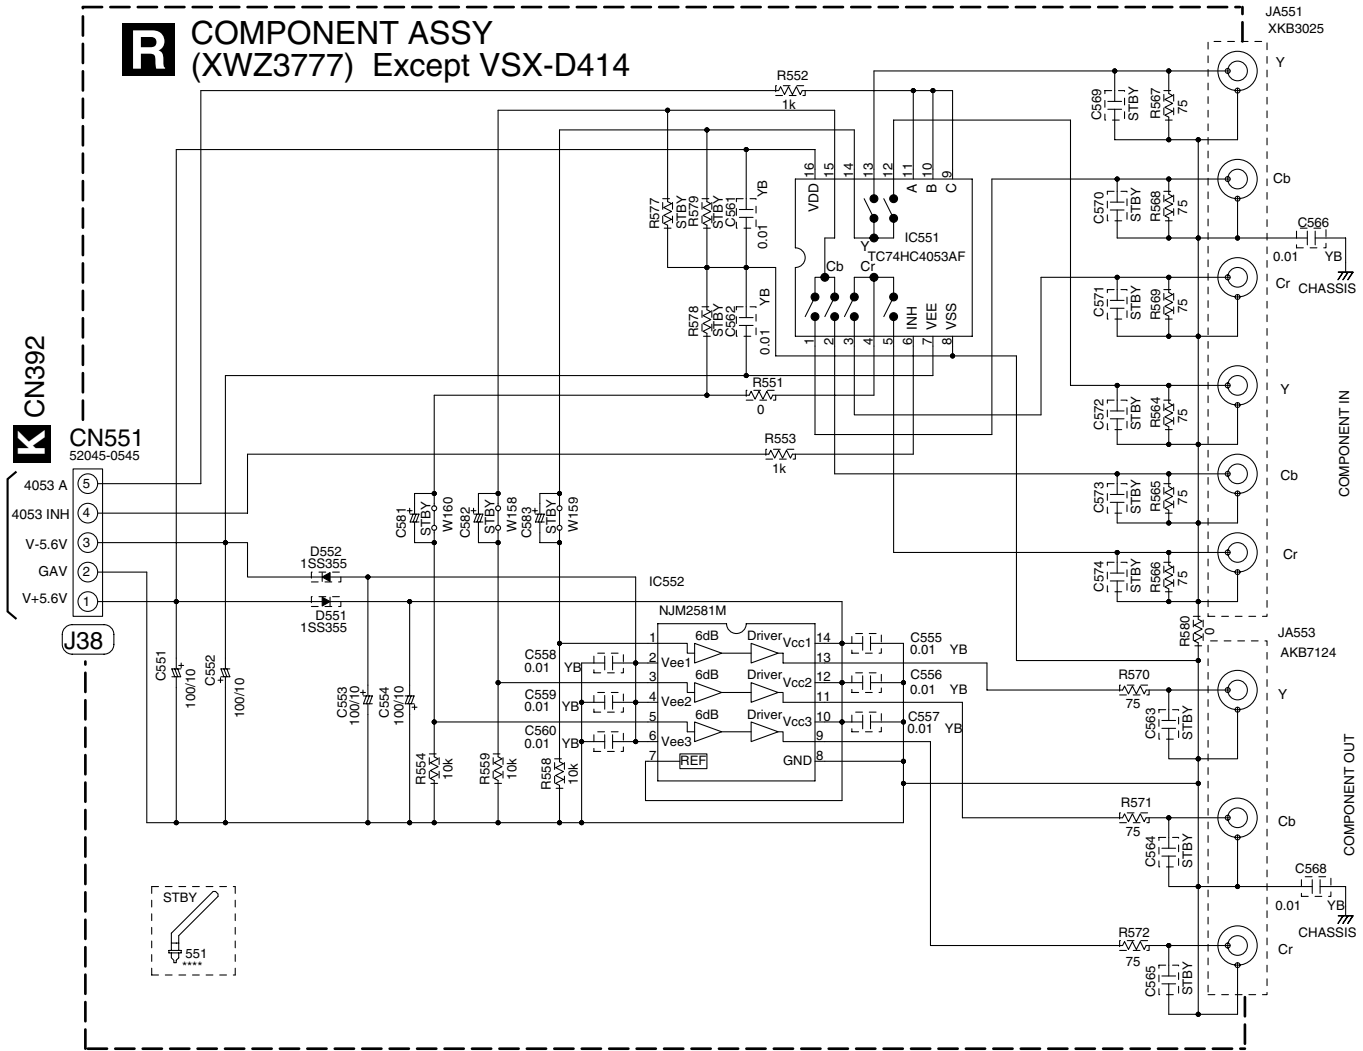 R COMPONENT ASSY
(XWZ3777) Except VSX-D414
JA551
XKB3025
R552
1k
C569
STBY
R567
75
Y
R577
STBY
R579
STBY
C561
0.01
YB
16 15 14 13 12 11 10 9
VDD
A
B
C
Y
IC551
TC74HC4053AF
Cb
Cr
INH
VEE
VSS
1 2 3 4 5 6 7 8
C570
STBY
R568
75
Cb
C566
0.01
YB
CHASSIS
R578
STBY
C562
0.01
YB
C571
STBY
R569
75
Cr
K CN392
CN551
52045-0545
4053 A
5
4053 INH
4
V-5.6V
3
GAV
2
V+5.6V
1
J38
R551
0
R553
1k
C572
STBY
R564
75
Y
C573
STBY
R565
75
Cb
COMPONENT IN
C574
STBY
R566
75
Cr
C581
STBY
W160
C582
STBY
W158
C583
STBY
W159
D552
1SS355
D551
1SS355
IC552
NJM2581M
1
2
3
4
5
6
7
Vee1
Vee2
Vee3
REF
6dB
Driver
6dB
Driver
6dB
Driver
Vcc1
Vcc2
Vcc3
GND
14
13
12
11
10
9
8
C555
0.01
YB
C556
0.01
YB
C557
0.01
YB
C558
0.01
YB
C559
0.01
YB
C560
0.01
YB
C551
100/10
C552
100/10
C553
100/10
C554
100/10
R554
10k
R559
10k
R558
10k
R580
0
JA553
AKB7124
R570
75
C563
STBY
Y
R571
75
C564
STBY
Cb
COMPONENT OUT
C568
0.01
YB
CHASSIS
R572
75
C565
STBY
Cr
STBY
551
****